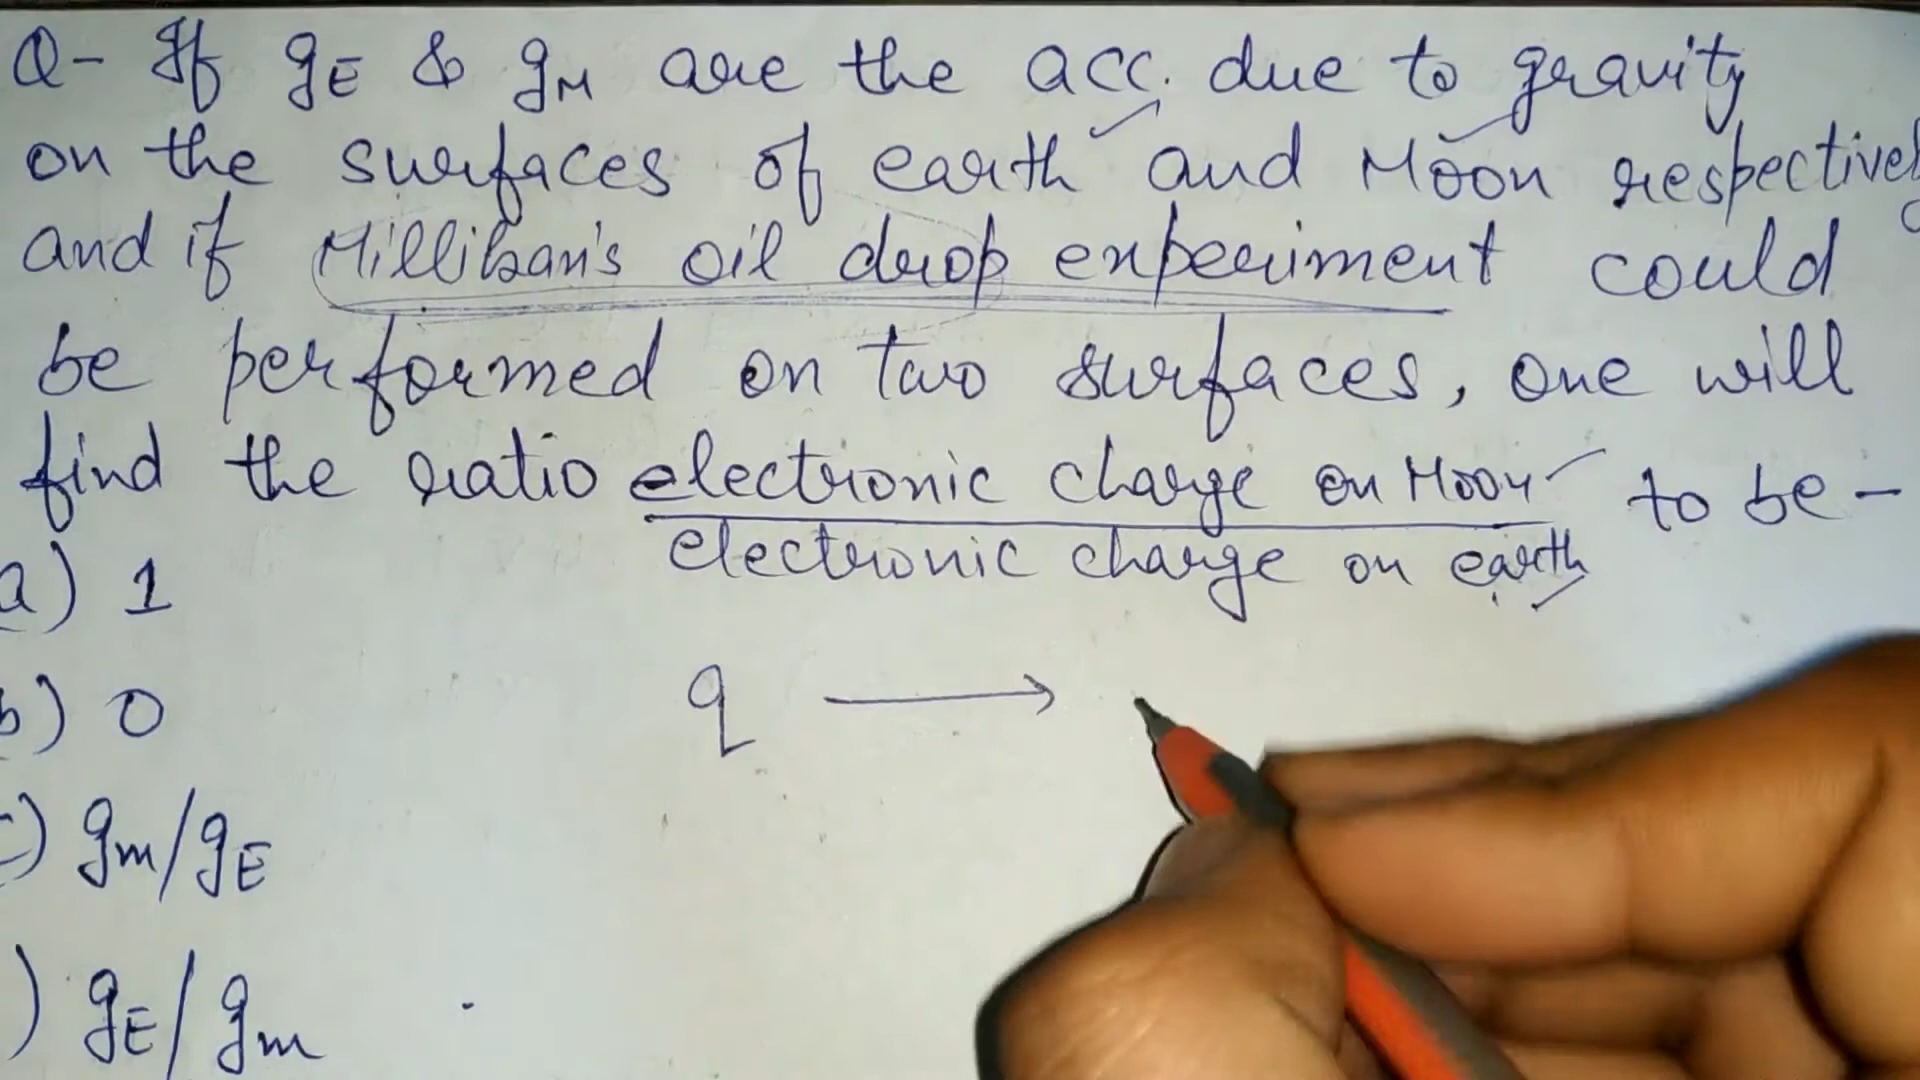 Q- If gE & gM are the acc. due to gravity
on the surfaces of earth and Moon respectively
and if Millikan's oil drop experiment could
be performed on two surfaces, one will
find the ratio electronic charge on Moon to be -
electronic charge on earth
a) 1
b) 0
c) gm/gE
) gE/gm
q →